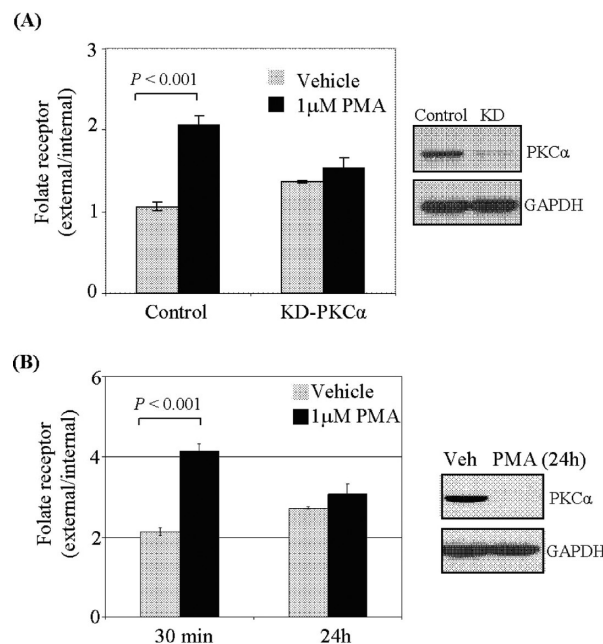 (A)
3
2
1
0
Folate receptor
(external/internal)
P < 0.001
Vehicle
1µM PMA
Control
KD-PKCα
Control KD
PKCα
GAPDH
(B)
6
4
2
0
Folate receptor
(external/internal)
P < 0.001
Vehicle
1µM PMA
30 min
24h
Veh PMA (24h)
PKCα
GAPDH